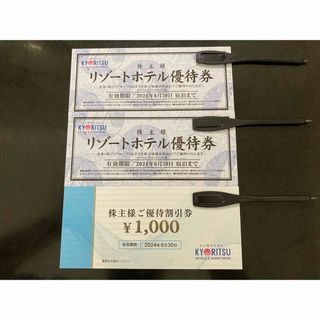 KYORITSU
株主様
リゾートホテル優待券
有効期限／2024年6月30日 宿泊まで
KYORITSU
株主様
リゾートホテル優待券
有効期限／2024年6月30日 宿泊まで
株主様ご優待割引券
¥1,000
有効期限 2024年6月30日
KYORITSU